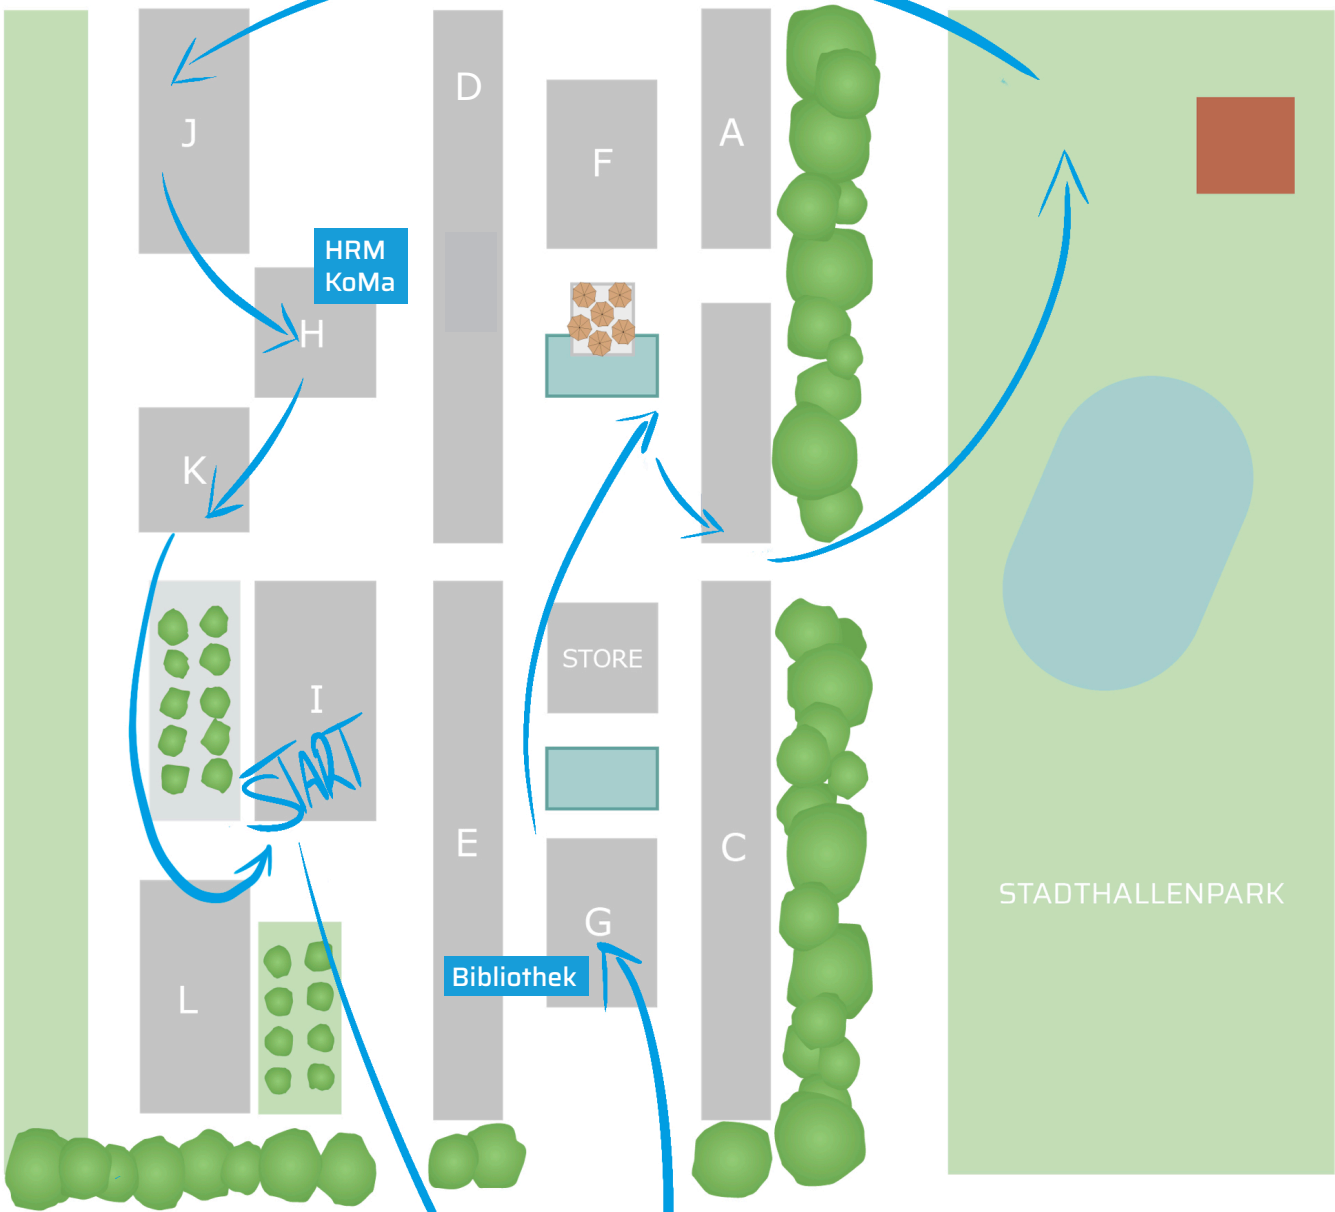 D
J
A
F
HRM
KoMa
H
K
STORE
I
START
E
C
STADTHALLENPARK
G
Bibliothek
L